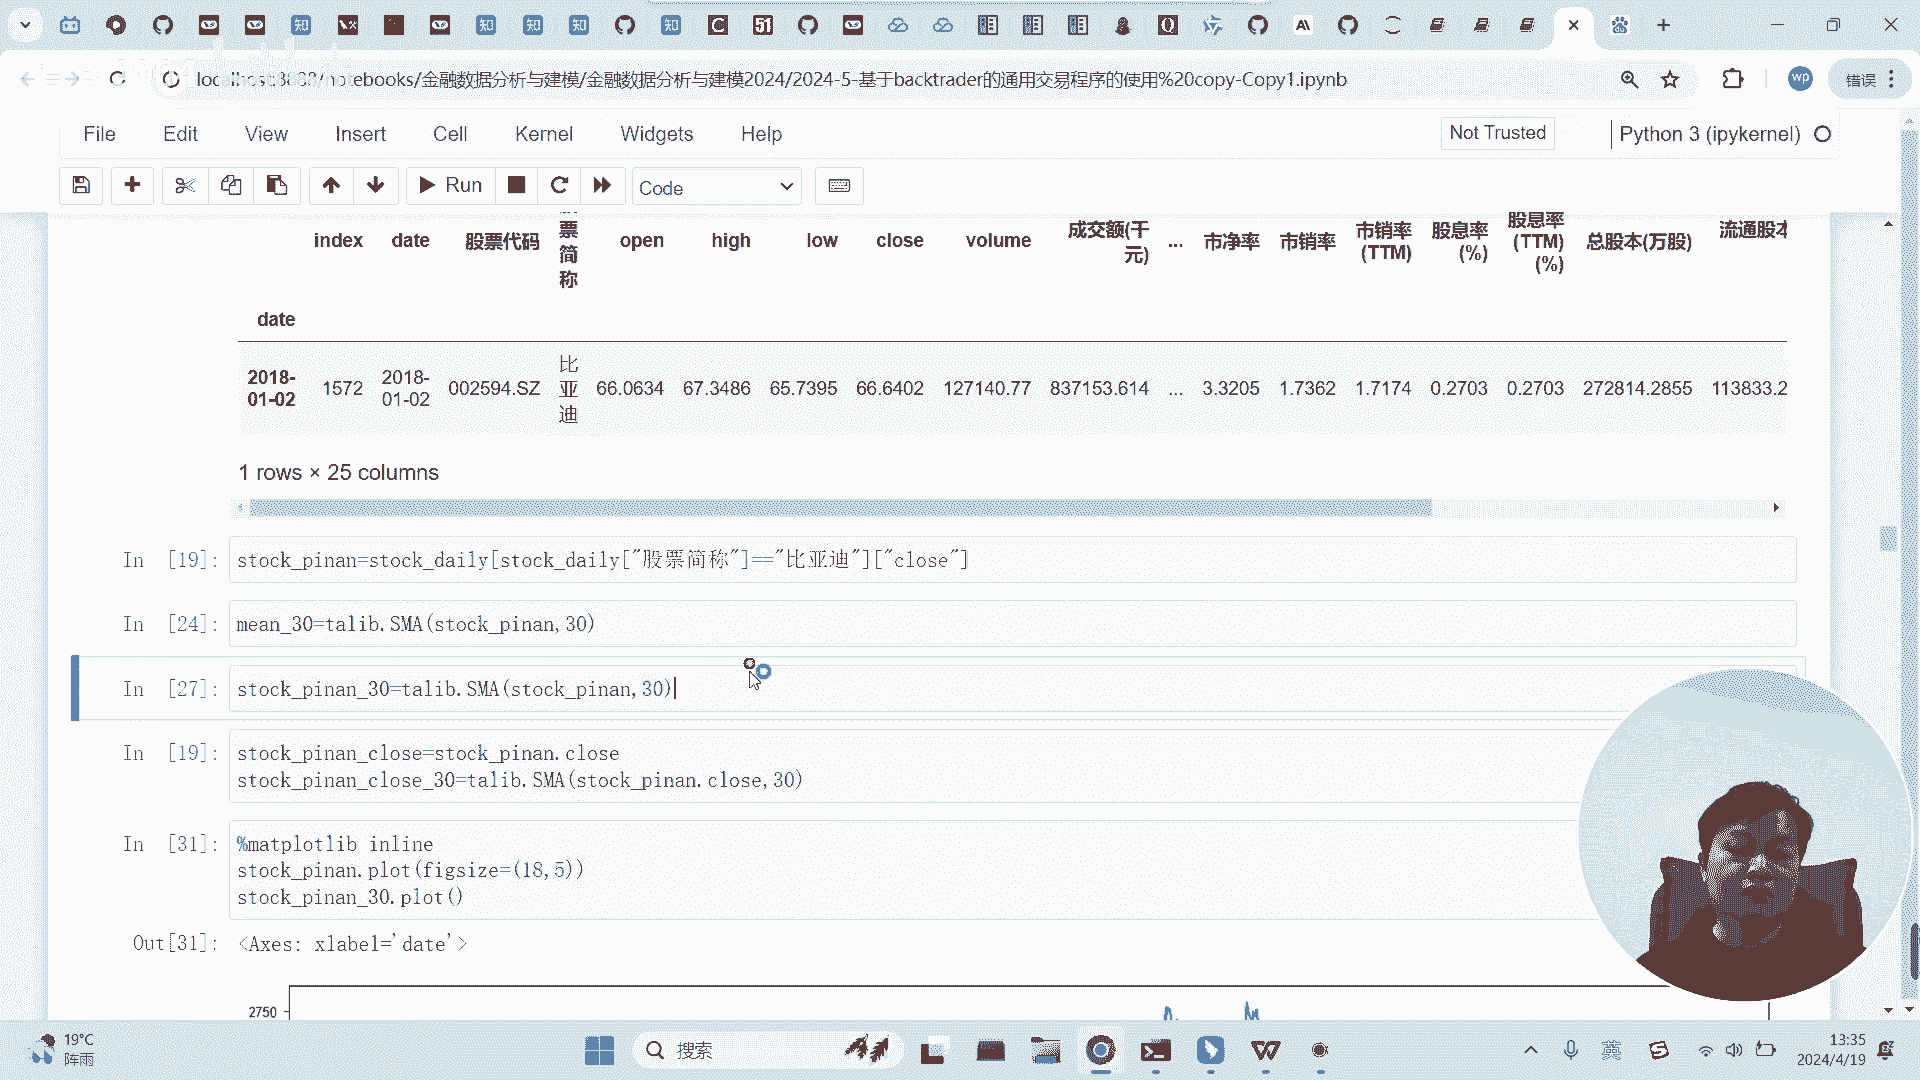 localhost:8888/notebooks/金融数据分析与建模/金融数据分析与建模2024/2024-5-基于backtrader的通用交易程序的使用%20copy-Copy1.ipynb
wp
错误
File Edit View Insert Cell Kernel Widgets Help
Not Trusted
Python 3 (ipykernel)
Run
Code
index date 股票代码 票简称 open high low close volume 成交额(千元) ... 市净率 市销率 市销率(TTM) 股息率(%) 股息率(TTM)(%) 总股本(万股) 流通股本
date
2018-01-02 1572 2018-01-02 002594.SZ 比亚迪 66.0634 67.3486 65.7395 66.6402 127140.77 837153.614 ... 3.3205 1.7362 1.7174 0.2703 0.2703 272814.2855 113833.2
1 rows × 25 columns
In [19]: stock_pinan=stock_daily[stock_daily["股票简称"]=="比亚迪"]["close"]
In [24]: mean_30=talib.SMA(stock_pinan,30)
In [27]: stock_pinan_30=talib.SMA(stock_pinan,30)
In [19]: stock_pinan_close=stock_pinan.close
stock_pinan_close_30=talib.SMA(stock_pinan.close,30)
In [31]: %matplotlib inline
stock_pinan.plot(figsize=(18,5))
stock_pinan_30.plot()
Out[31]: <Axes: xlabel='date'>
2750
19°C
阵雨
搜索
英
13:35
2024/4/19